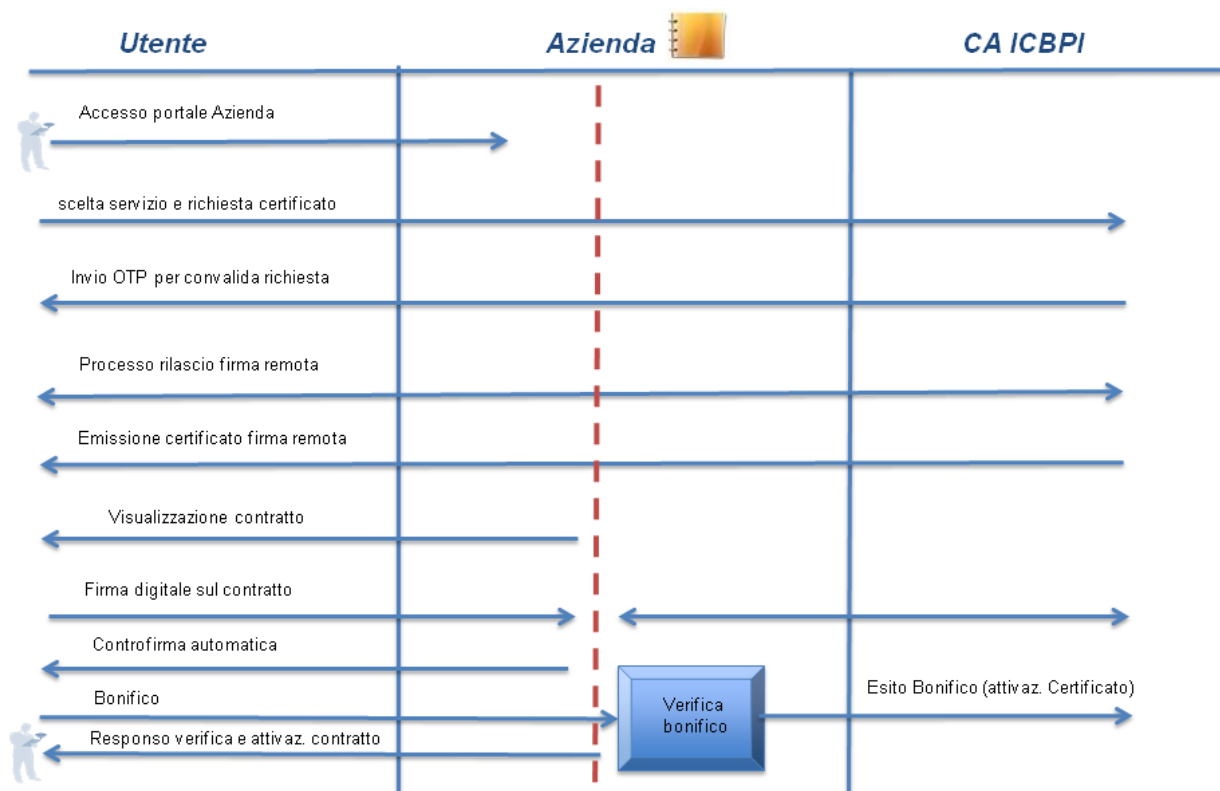 Utente
Azienda
CA ICBPI
Accesso portale Azienda
scelta servizio e richiesta certificato
Invio OTP per convalida richiesta
Processo rilascio firma remota
Emissione certificato firma remota
Visualizzazione contratto
Firma digitale sul contratto
Controfirma automatica
Bonifico
Verifica
bonifico
Esito Bonifico (attivaz. Certificato)
Responso verifica e attivaz. contratto